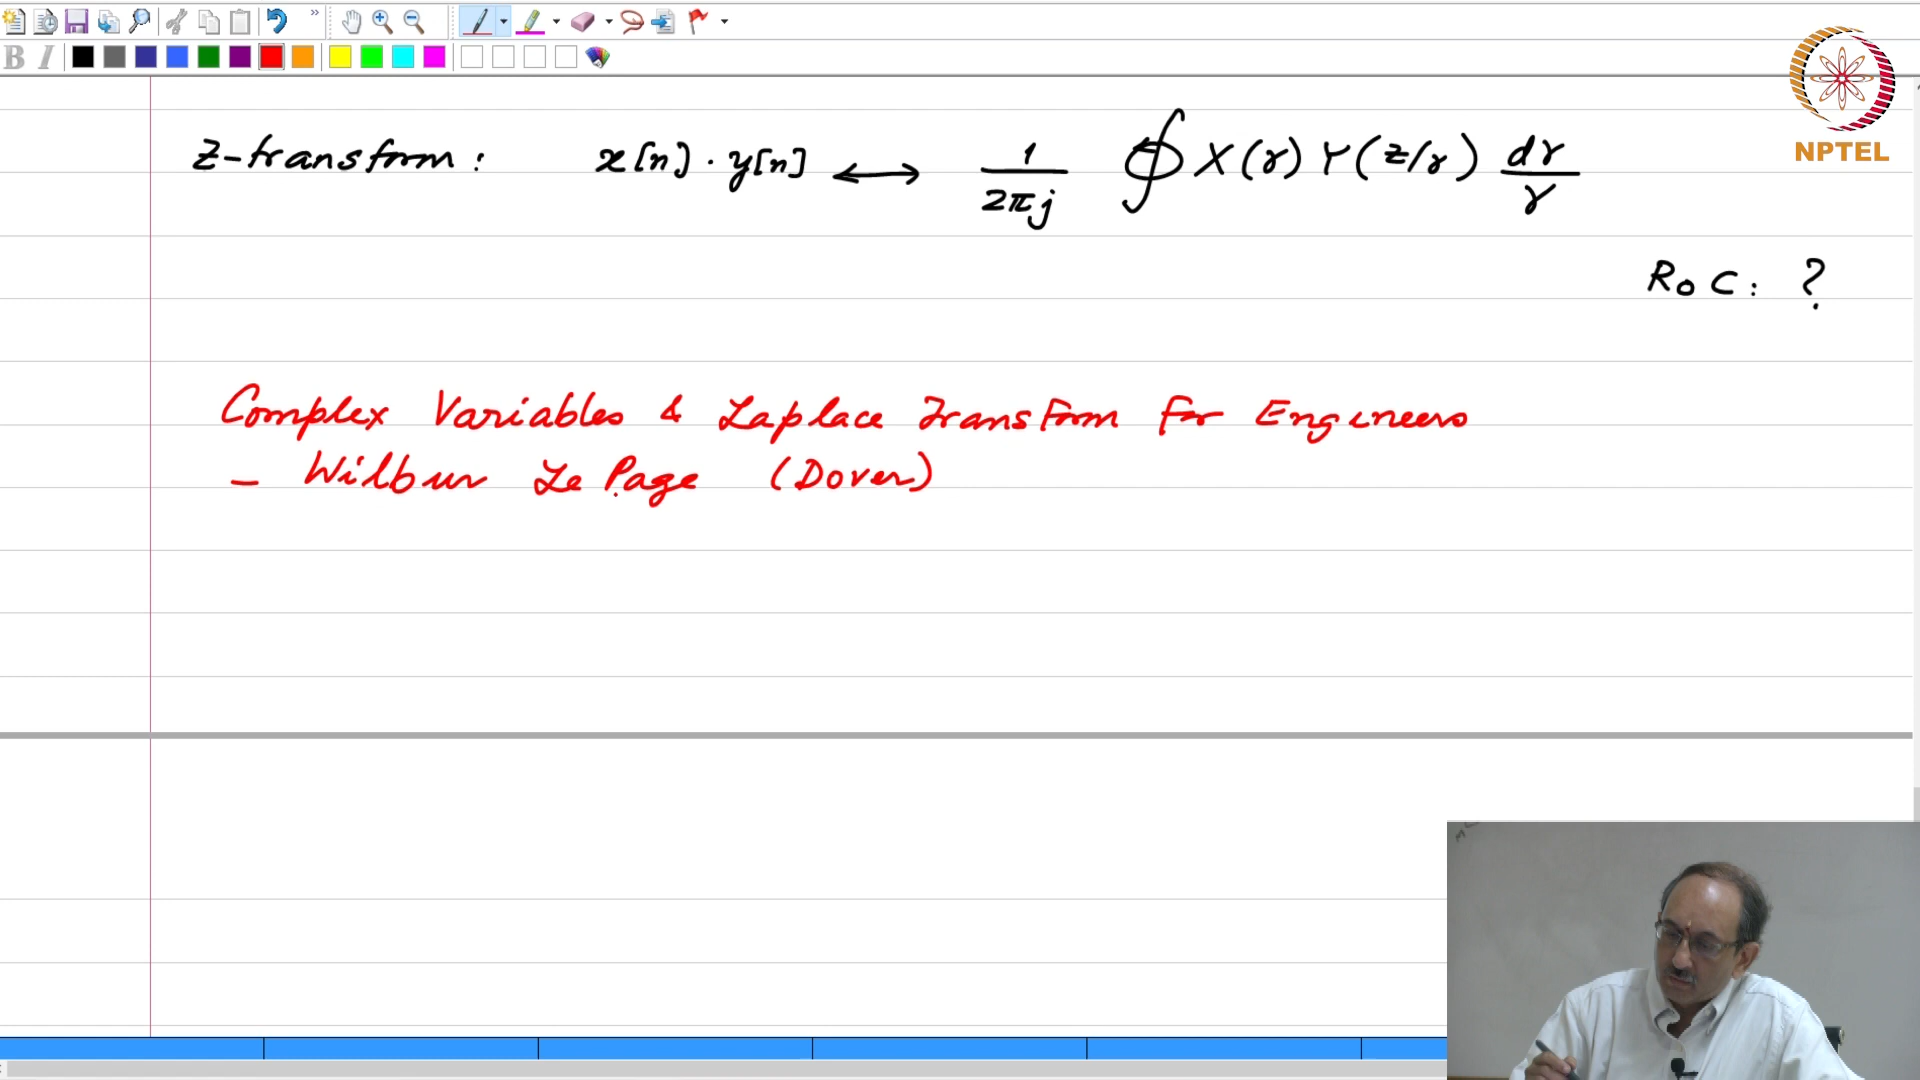 Z-transform: x[n] · y[n] ⟷ 1/2πj ∮ X(γ) Y(z/γ) dγ/γ
RoC: ?
Complex Variables & Laplace Transform for Engineers
– Wilbur Le Page (Dover)
NPTEL
B I